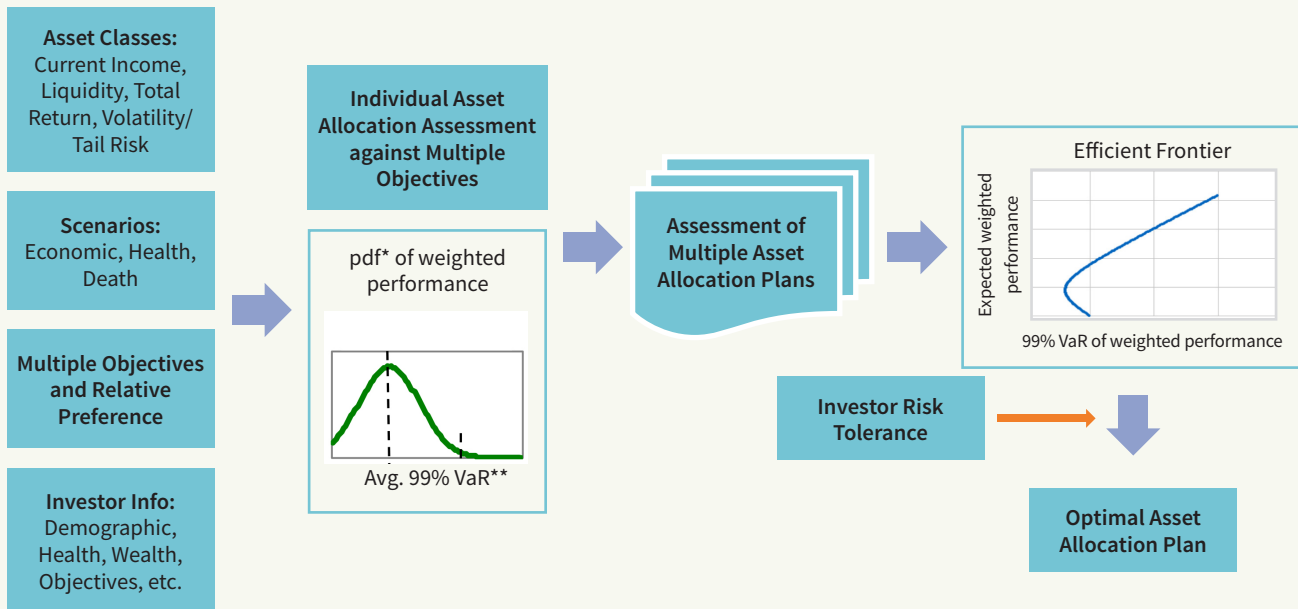 Asset Classes:
Current Income,
Liquidity, Total
Return, Volatility/
Tail Risk
Scenarios:
Economic, Health,
Death
Multiple Objectives
and Relative
Preference
Investor Info:
Demographic,
Health, Wealth,
Objectives, etc.
Individual Asset
Allocation Assessment
against Multiple
Objectives
pdf* of weighted
performance
Avg. 99% VaR**
Assessment of
Multiple Asset
Allocation Plans
Efficient Frontier
Expected weighted
performance
99% VaR of weighted performance
Investor Risk
Tolerance
Optimal Asset
Allocation Plan